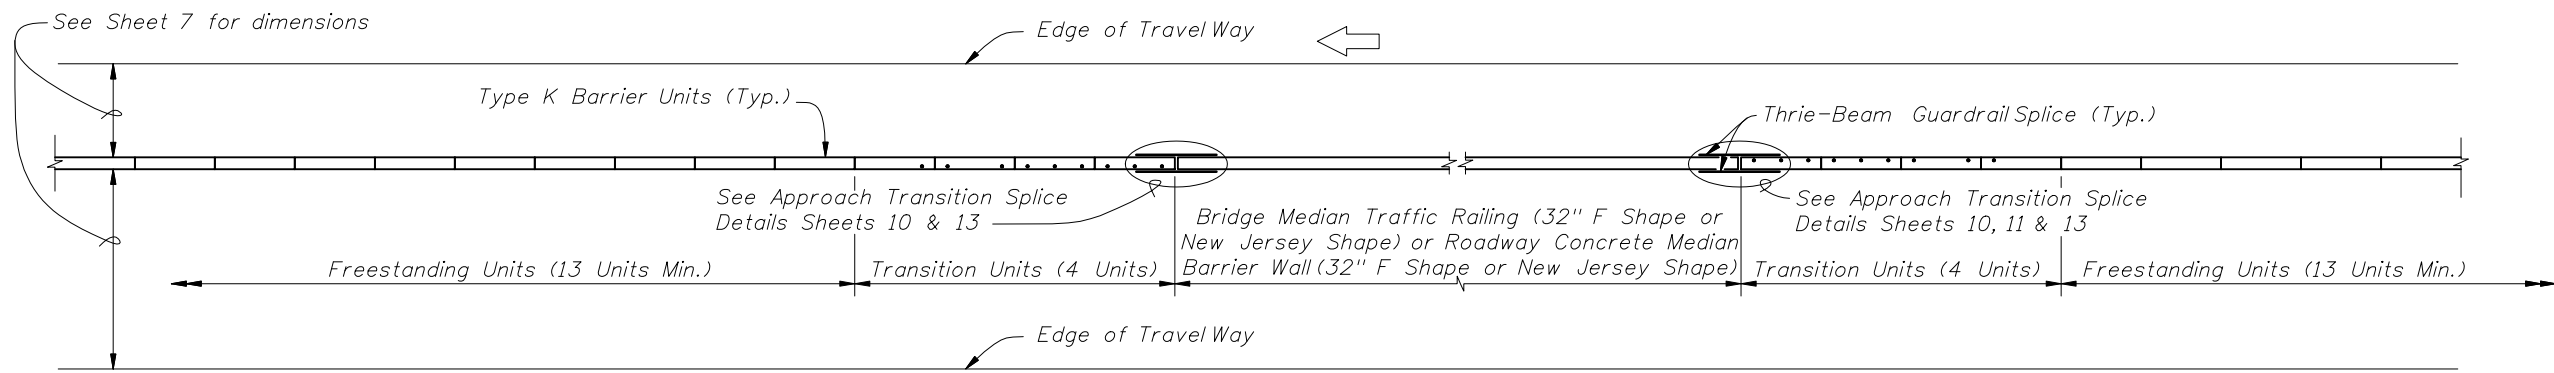 See Sheet 7 for dimensions
Edge of Travel Way
Type K Barrier Units (Typ.)
Thrie-Beam Guardrail Splice (Typ.)
See Approach Transition Splice
Details Sheets 10 & 13
Bridge Median Traffic Railing (32" F Shape or
New Jersey Shape) or Roadway Concrete Median
Barrier Wall (32" F Shape or New Jersey Shape)
See Approach Transition Splice
Details Sheets 10, 11 & 13
Freestanding Units (13 Units Min.)
Transition Units (4 Units)
Transition Units (4 Units)
Freestanding Units (13 Units Min.)
Edge of Travel Way